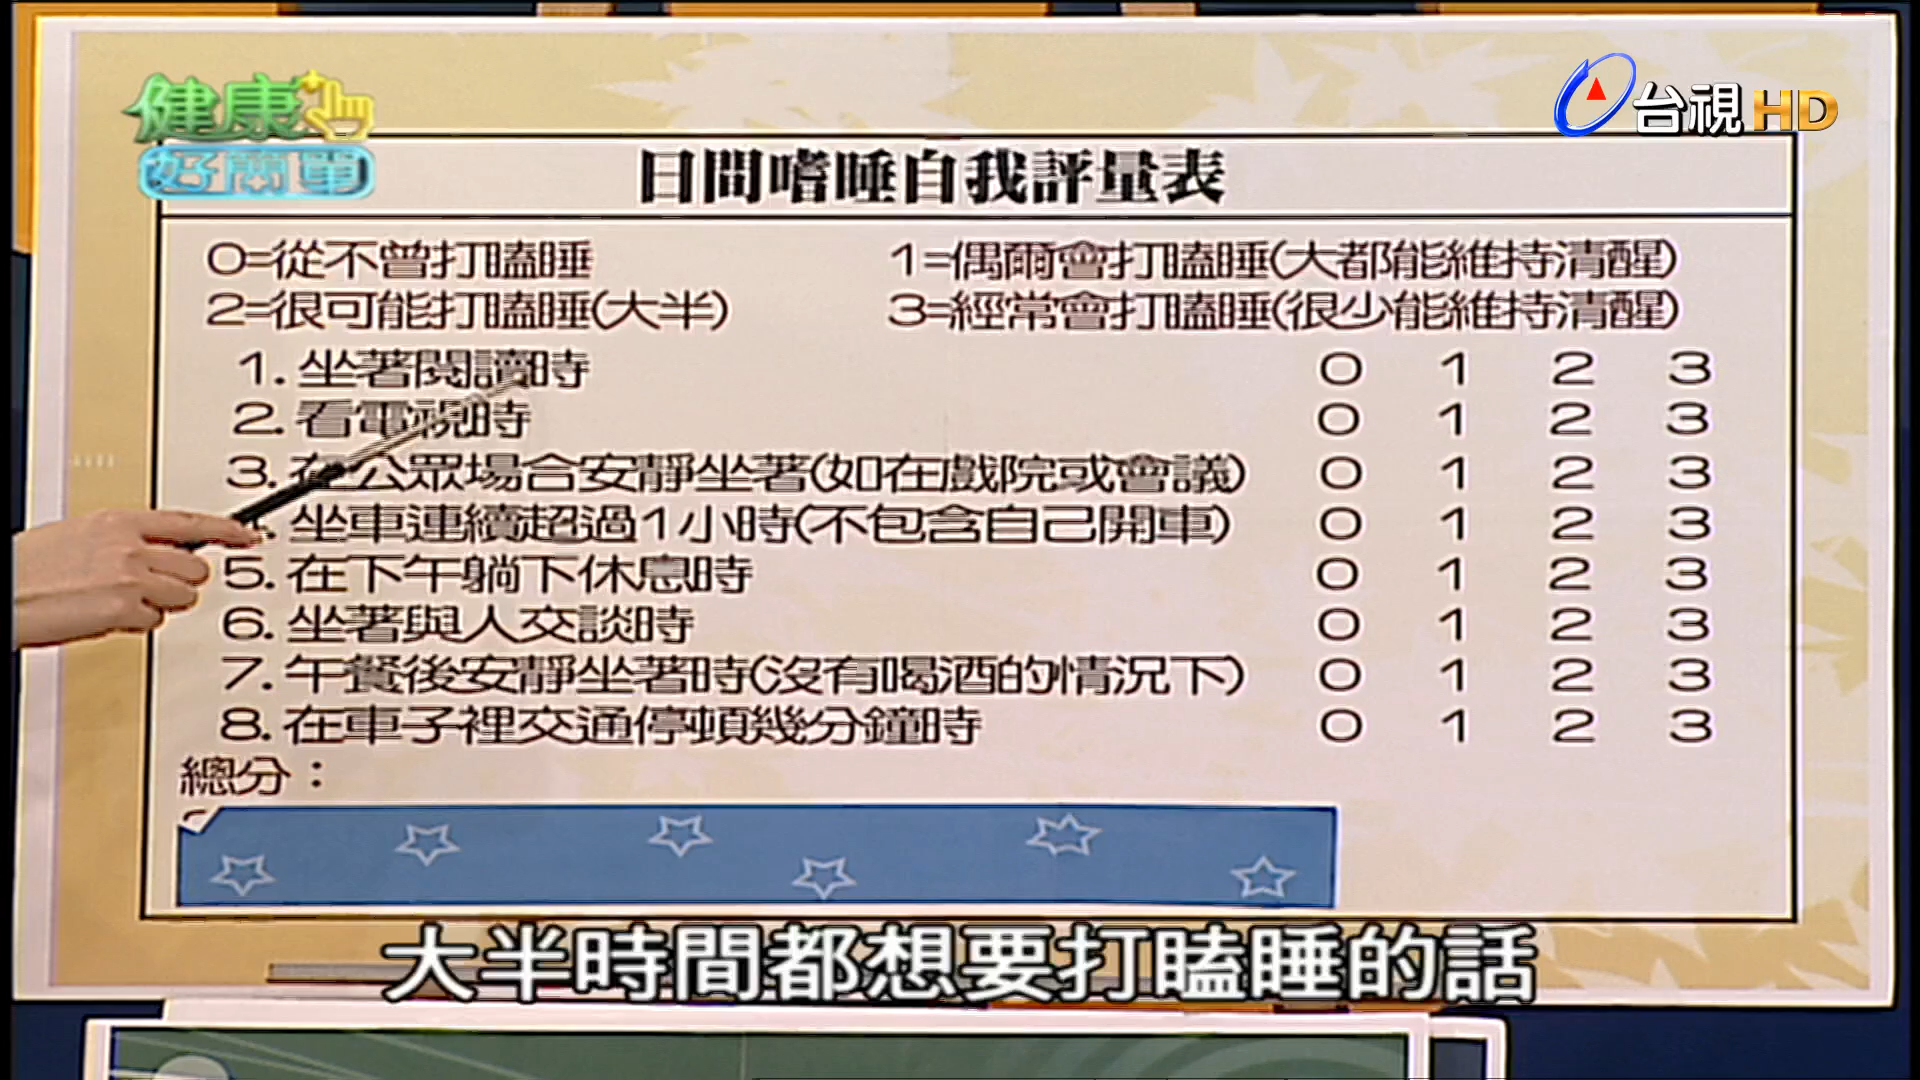 健康
好簡單
台視HD
日間嗜睡自我評量表
0=從不曾打瞌睡 1=偶爾會打瞌睡(大都能維持清醒)
2=很可能打瞌睡(大半) 3=經常會打瞌睡(很少能維持清醒)
1. 坐著閱讀時 0 1 2 3
2. 看電視時 0 1 2 3
3. 在公眾場合安靜坐著(如在戲院或會議) 0 1 2 3
4. 坐車連續超過1小時(不包含自己開車) 0 1 2 3
5. 在下午躺下休息時 0 1 2 3
6. 坐著與人交談時 0 1 2 3
7. 午餐後安靜坐著時(沒有喝酒的情況下) 0 1 2 3
8. 在車子裡交通停頓幾分鐘時 0 1 2 3
總分：
大半時間都想要打瞌睡的話